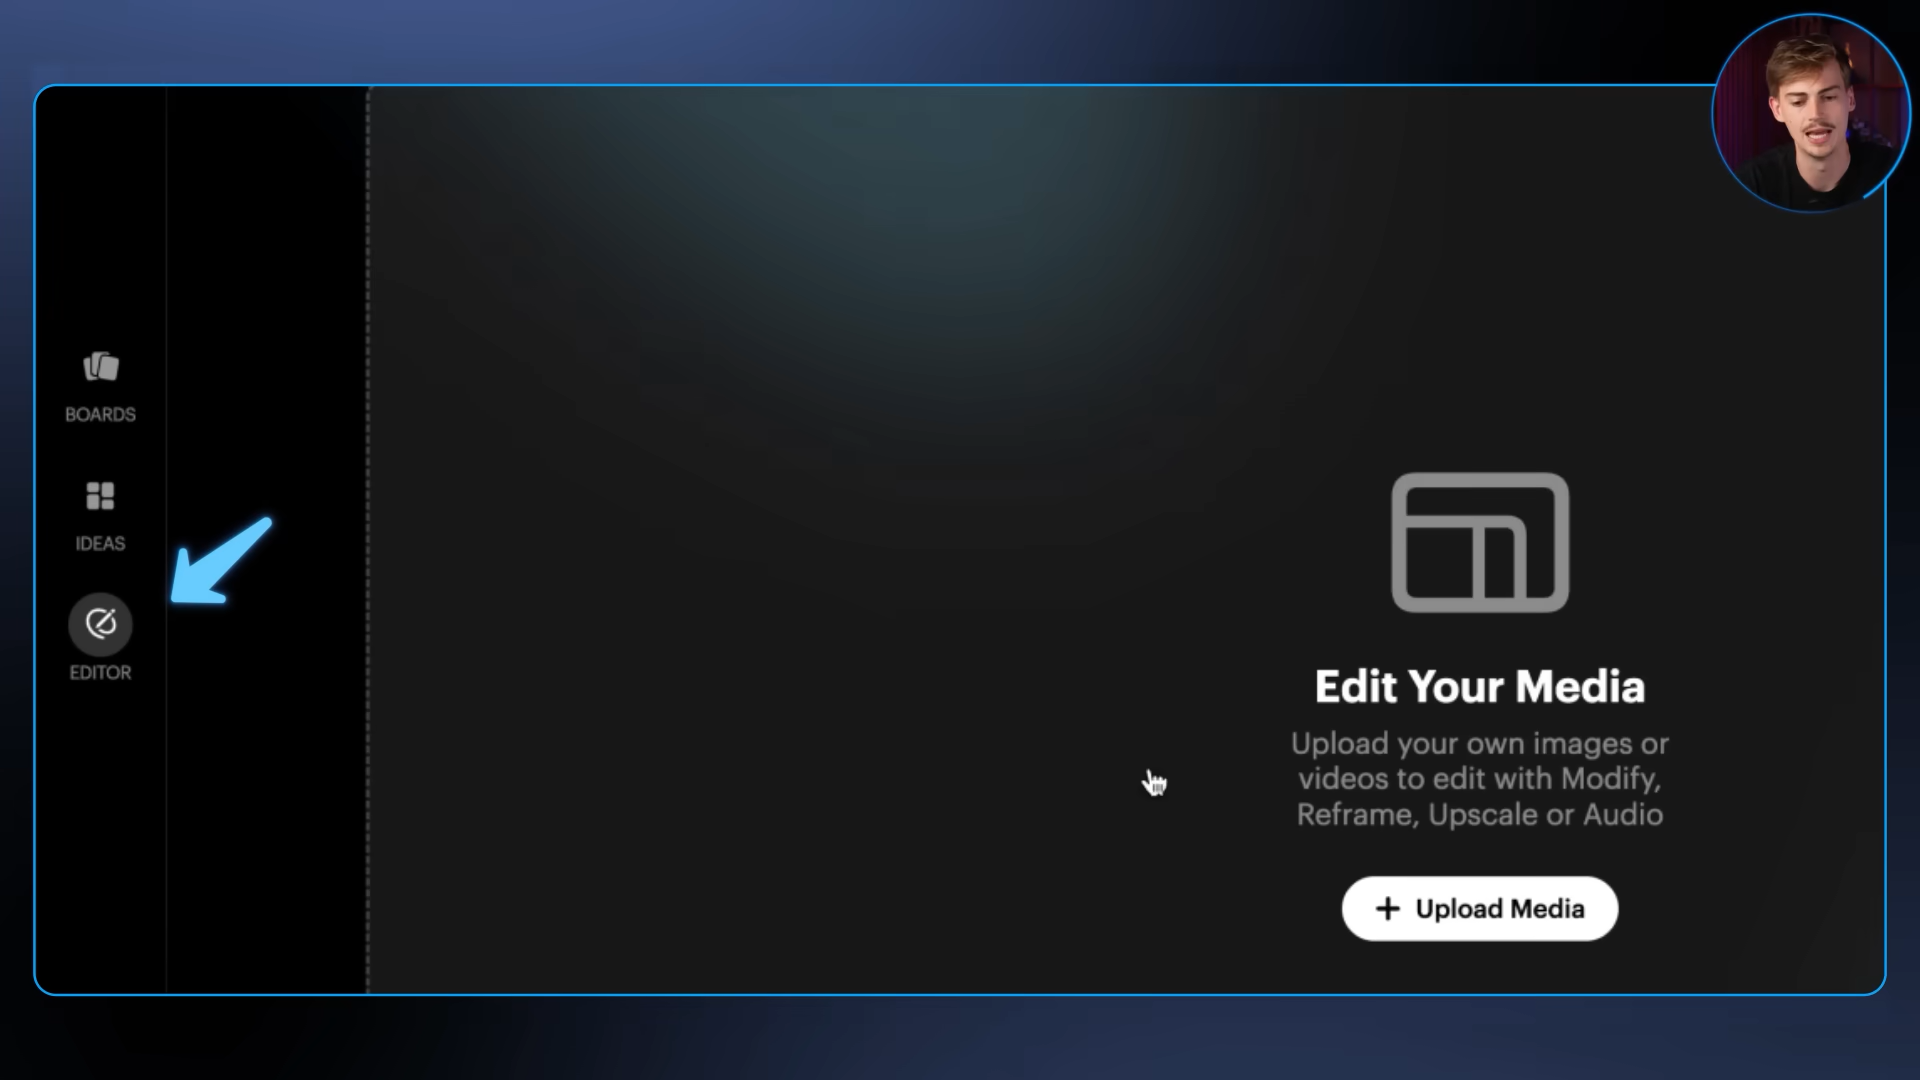 BOARDS
IDEAS
EDITOR
Edit Your Media
Upload your own images or
videos to edit with Modify,
Reframe, Upscale or Audio
+ Upload Media